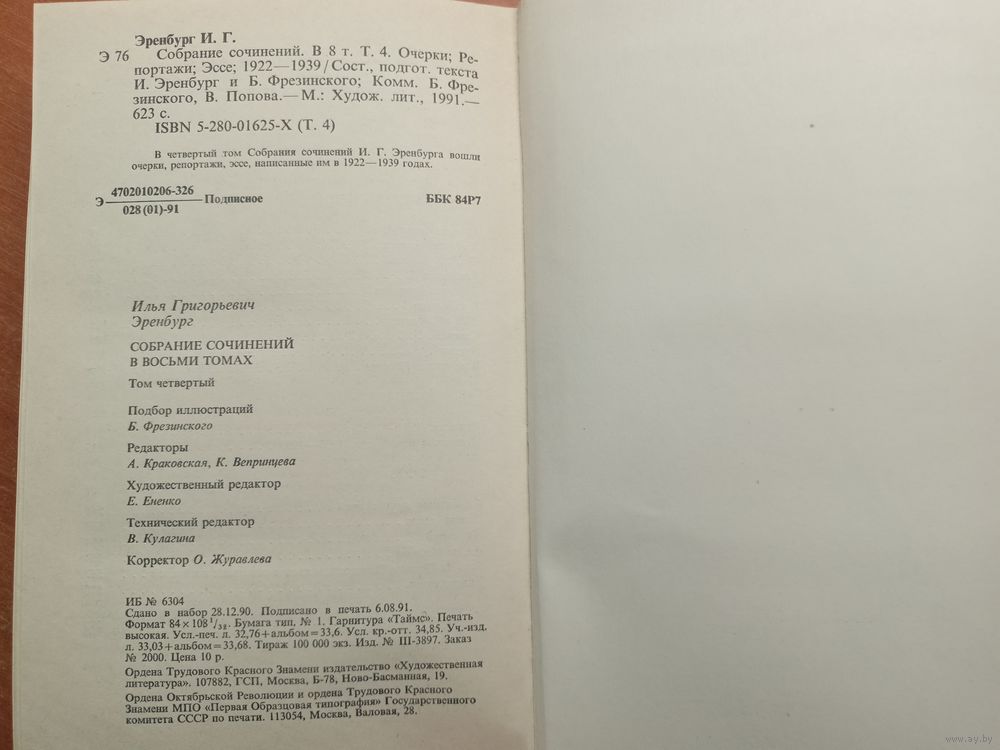 Эренбург И. Г.
Э 76 Собрание сочинений. В 8 т. Т. 4. Очерки; Ре-
портажи; Эссе; 1922—1939 / Сост., подгот. текста
И. Эренбург и Б. Фрезинского; Комм. Б. Фре-
зинского, В. Попова.— М.: Худож. лит., 1991.—
623 с.
ISBN 5-280-01625-X (Т. 4)
В четвертый том Собрания сочинений И. Г. Эренбурга вошли
очерки, репортажи, эссе, написанные им в 1922—1939 годах.
Э 4702010206-326 Подписное ББК 84Р7
028 (01)-91
Илья Григорьевич
Эренбург
СОБРАНИЕ СОЧИНЕНИЙ
В ВОСЬМИ ТОМАХ
Том четвертый
Подбор иллюстраций
Б. Фрезинского
Редакторы
А. Краковская, К. Вепринцева
Художественный редактор
Е. Ененко
Технический редактор
В. Кулагина
Корректор О. Журавлева
ИБ № 6304
Сдано в набор 28.12.90. Подписано в печать 6.08.91.
Формат 84 × 108 1/32. Бумага тип. № 1. Гарнитура «Таймс». Печать
высокая. Усл.-печ. л. 32,76 + альбом = 33,6. Усл. кр.-отт. 34,85. Уч.-изд.
л. 33,03 + альбом = 33,68. Тираж 100 000 экз. Изд. № III-3897. Заказ
№ 2000. Цена 10 р.
Ордена Трудового Красного Знамени издательство «Художественная
литература». 107882, ГСП, Москва, Б-78, Ново-Басманная, 19.
Ордена Октябрьской Революции и ордена Трудового Красного
Знамени МПО «Первая Образцовая типография» Государственного
комитета СССР по печати. 113054, Москва, Валовая, 28.
www.ay.by